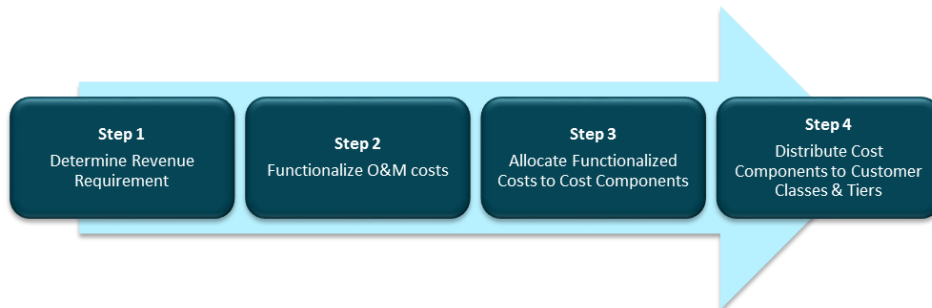 Step 1
Determine Revenue
Requirement
Step 2
Functionalize O&M costs
Step 3
Allocate Functionalized
Costs to Cost Components
Step 4
Distribute Cost
Components to Customer
Classes & Tiers